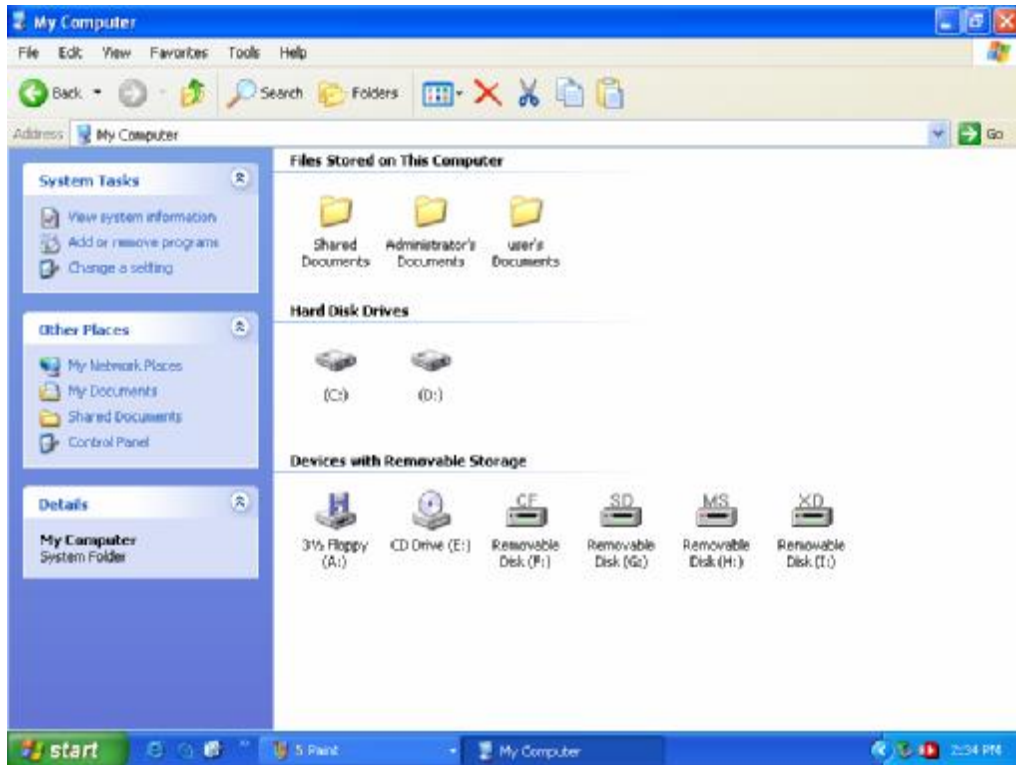 My Computer
File Edit View Favorites Tools Help
Back Search Folders
Address My Computer Go
System Tasks
View system information
Add or remove programs
Change a setting
Other Places
My Network Places
My Documents
Shared Documents
Control Panel
Details
My Computer
System Folder
Files Stored on This Computer
Shared Documents
Administrator's Documents
user's Documents
Hard Disk Drives
(C:) (D:)
Devices with Removable Storage
CF SD MS XD
3½ Floppy (A:)
CD Drive (E:)
Removable Disk (F:)
Removable Disk (G:)
Removable Disk (H:)
Removable Disk (I:)
start 5 Paint My Computer 2:34 PM